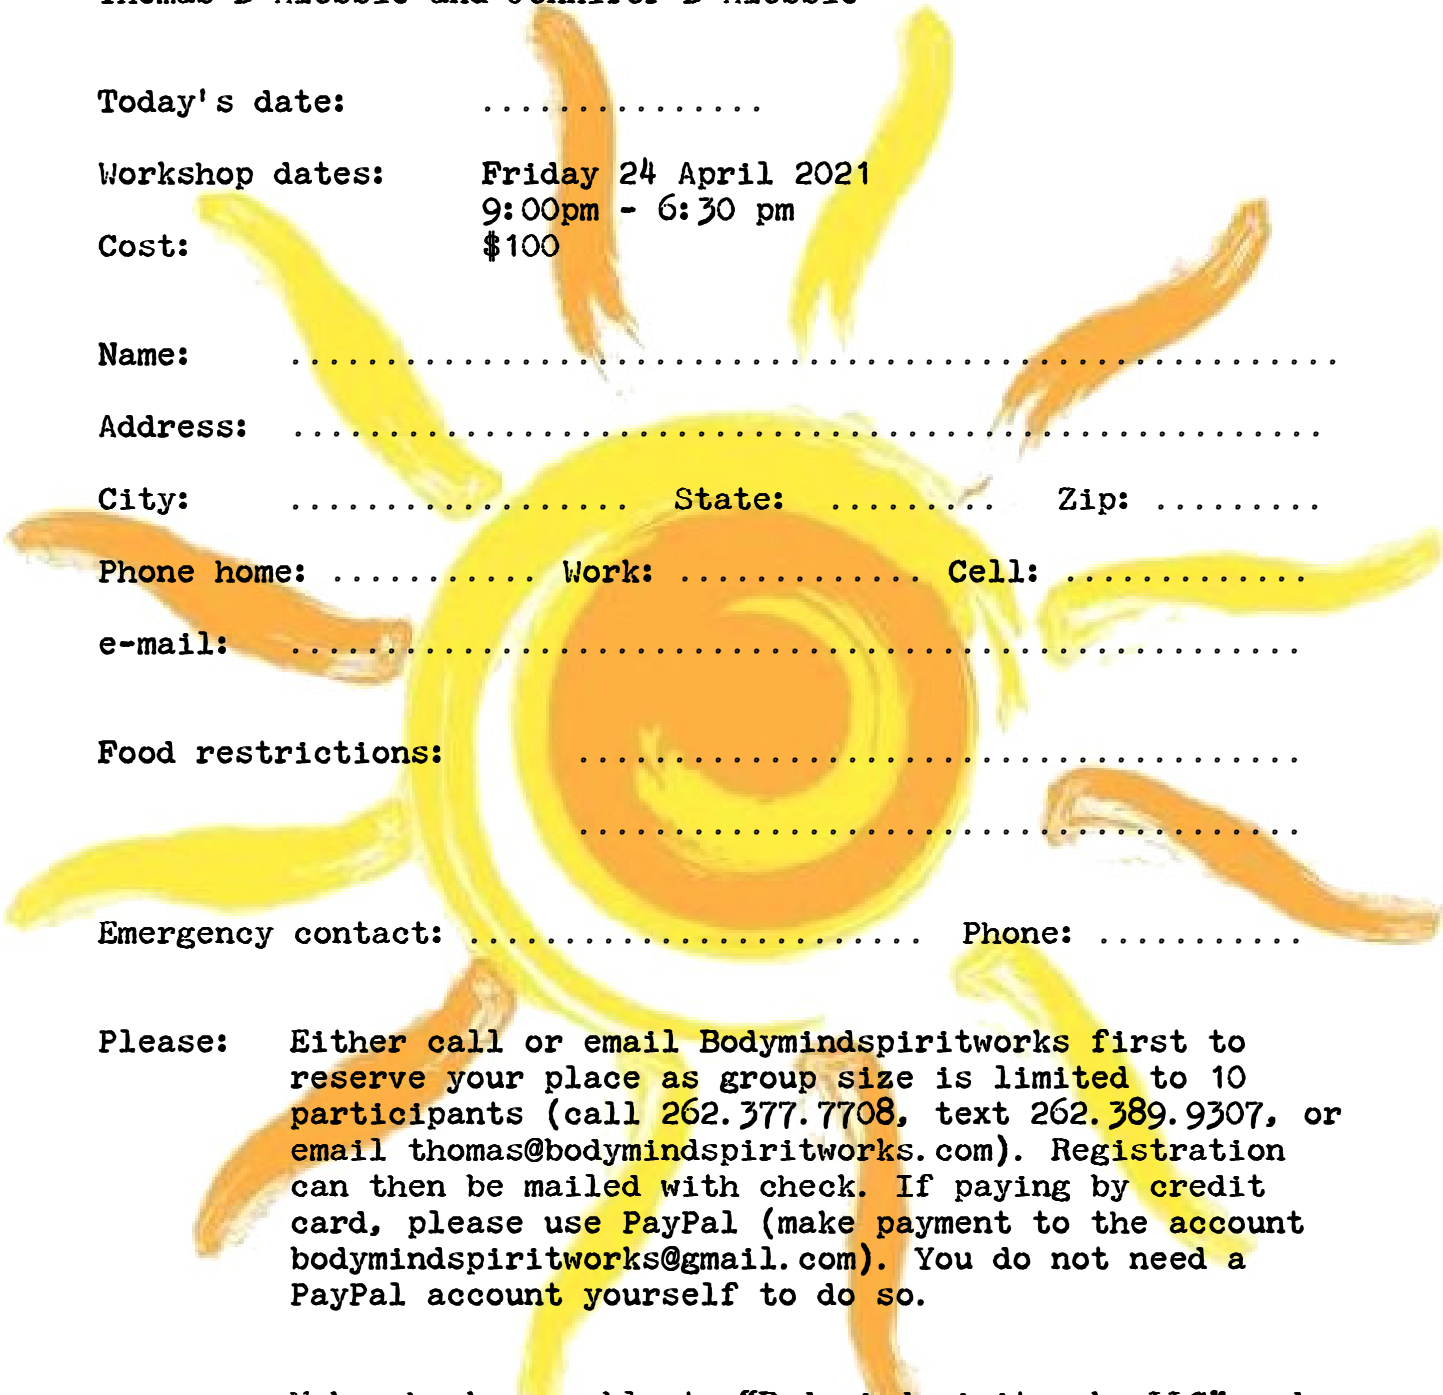 Today's date: ...............
Workshop dates: Friday 24 April 2021
9:00pm - 6:30 pm
Cost: $100
Name: .......................................................
Address: ......................................................
City: .................. State: ......... Zip: .........
Phone home: ........... Work: ............. Cell: .............
e-mail: .....................................................
Food restrictions: ......................................
......................................
Emergency contact: ........................ Phone: ...........
Please: Either call or email Bodymindspiritworks first to
reserve your place as group size is limited to 10
participants (call 262.377.7708, text 262.389.9307, or
email thomas@bodymindspiritworks.com). Registration
can then be mailed with check. If paying by credit
card, please use PayPal (make payment to the account
bodymindspiritworks@gmail.com). You do not need a
PayPal account yourself to do so.